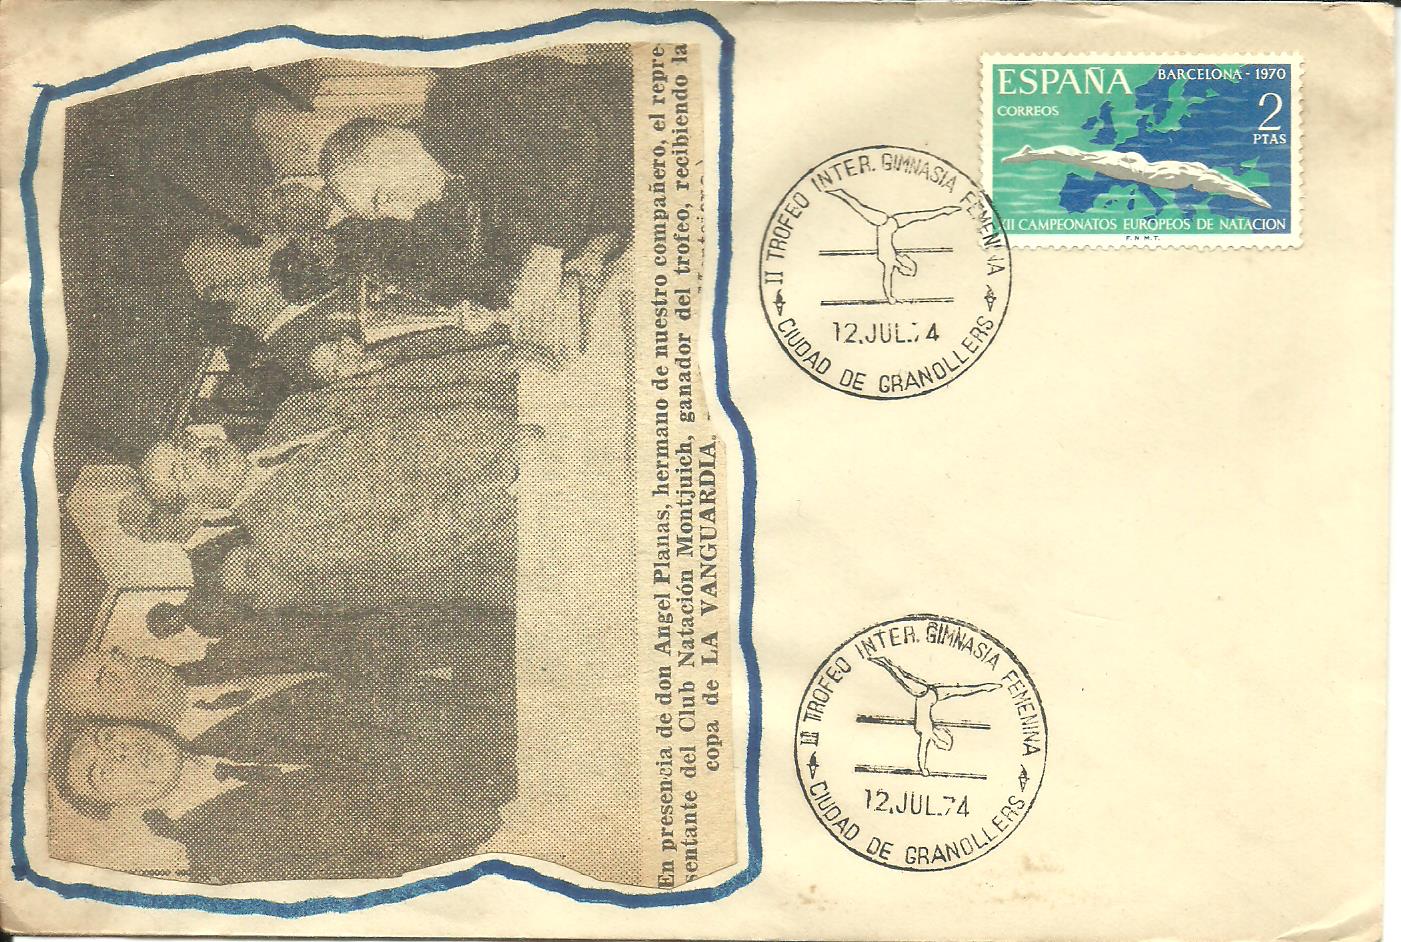 En presencia de don Angel Planas, hermano de nuestro compañero, el repre
sentante del Club Natación Montjuich, ganador del trofeo, recibiendo la
copa de LA VANGUARDIA.
ESPAÑA
BARCELONA - 1970
CORREOS
2
PTAS
XII CAMPEONATOS EUROPEOS DE NATACION
F.N.M.T.
II TROFEO INTER. GIMNASIA FEMENINA
12.JUL.74
CIUDAD DE GRANOLLERS
II TROFEO INTER. GIMNASIA FEMENINA
12.JUL.74
CIUDAD DE GRANOLLERS